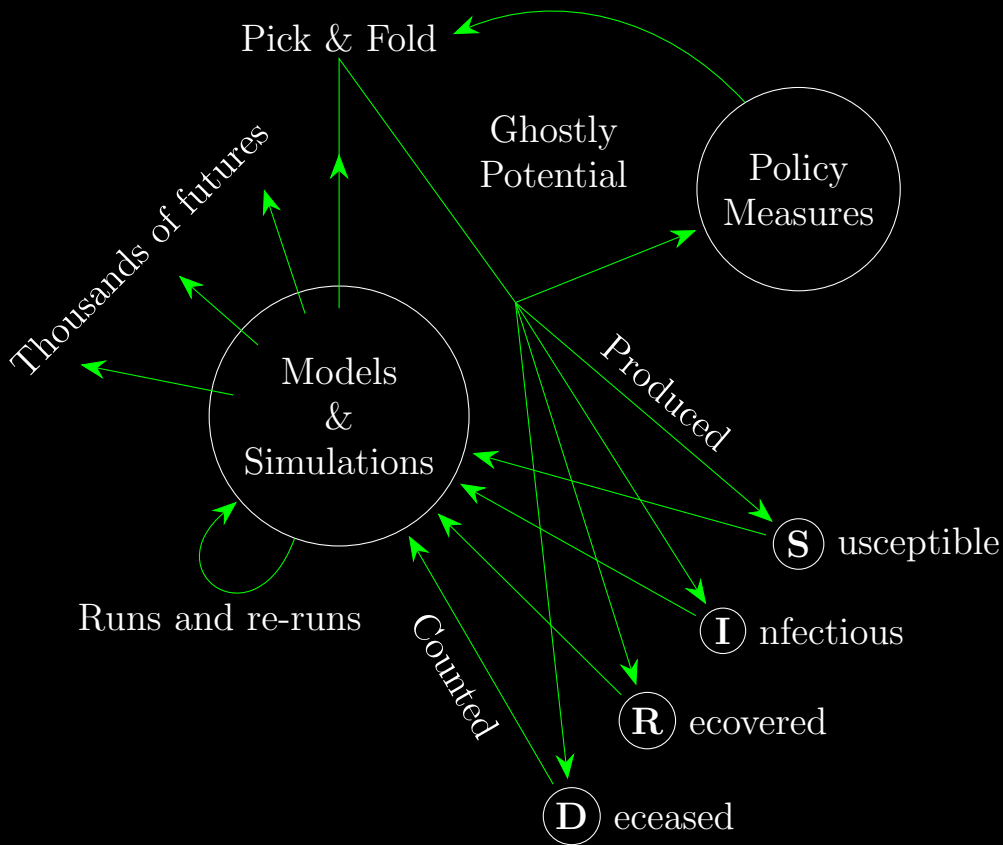 Pick & Fold
Ghostly
Potential
Policy
Measures
Thousands of futures
Models
&
Simulations
Produced
S usceptible
Runs and re-runs
I nfectious
Counted
R ecovered
D eceased